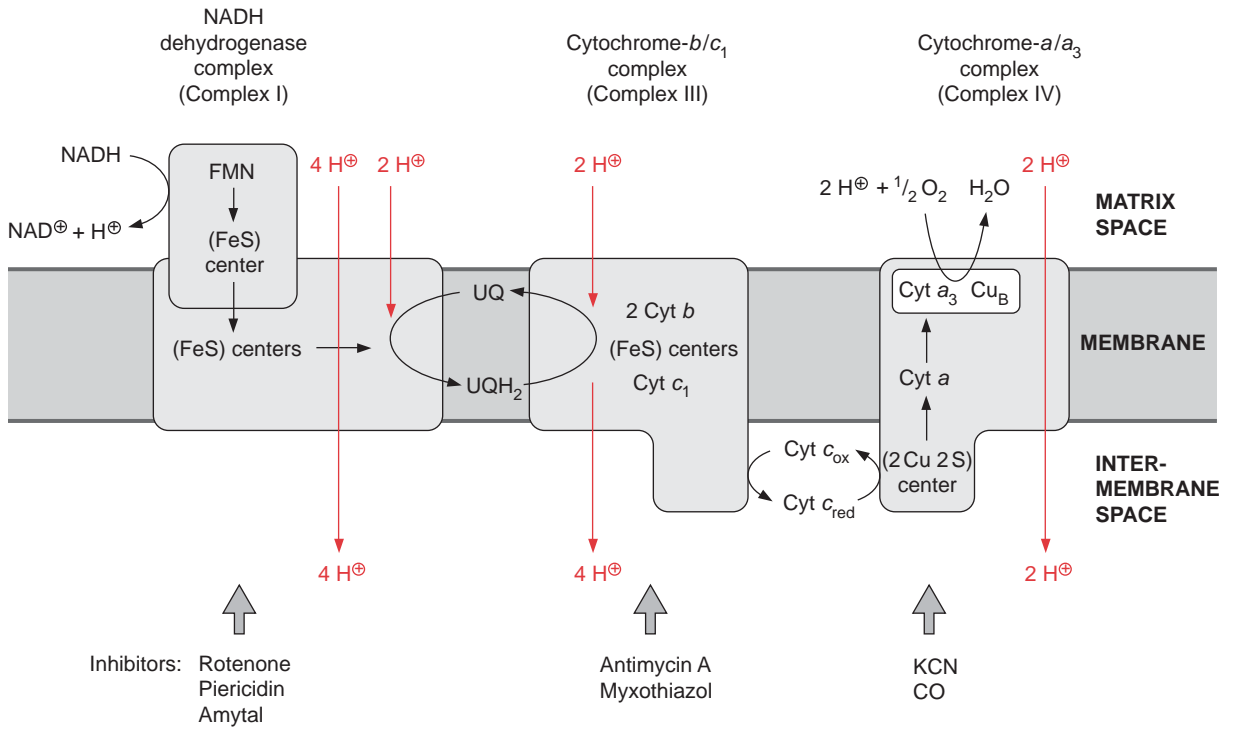 NADH
dehydrogenase
complex
(Complex I)
Cytochrome-b/c₁
complex
(Complex III)
Cytochrome-a/a₃
complex
(Complex IV)
NADH
NAD⊕ + H⊕
FMN
(FeS)
center
(FeS) centers
4 H⊕
2 H⊕
2 H⊕
2 H⊕ + ¹/₂ O₂
H₂O
2 H⊕
MATRIX
SPACE
UQ
UQH₂
2 Cyt b
(FeS) centers
Cyt c₁
Cyt a₃ Cu_B
Cyt a
(2 Cu 2 S)
center
MEMBRANE
Cyt c_ox
Cyt c_red
INTER-
MEMBRANE
SPACE
4 H⊕
4 H⊕
2 H⊕
Inhibitors: Rotenone
Piericidin
Amytal
Antimycin A
Myxothiazol
KCN
CO